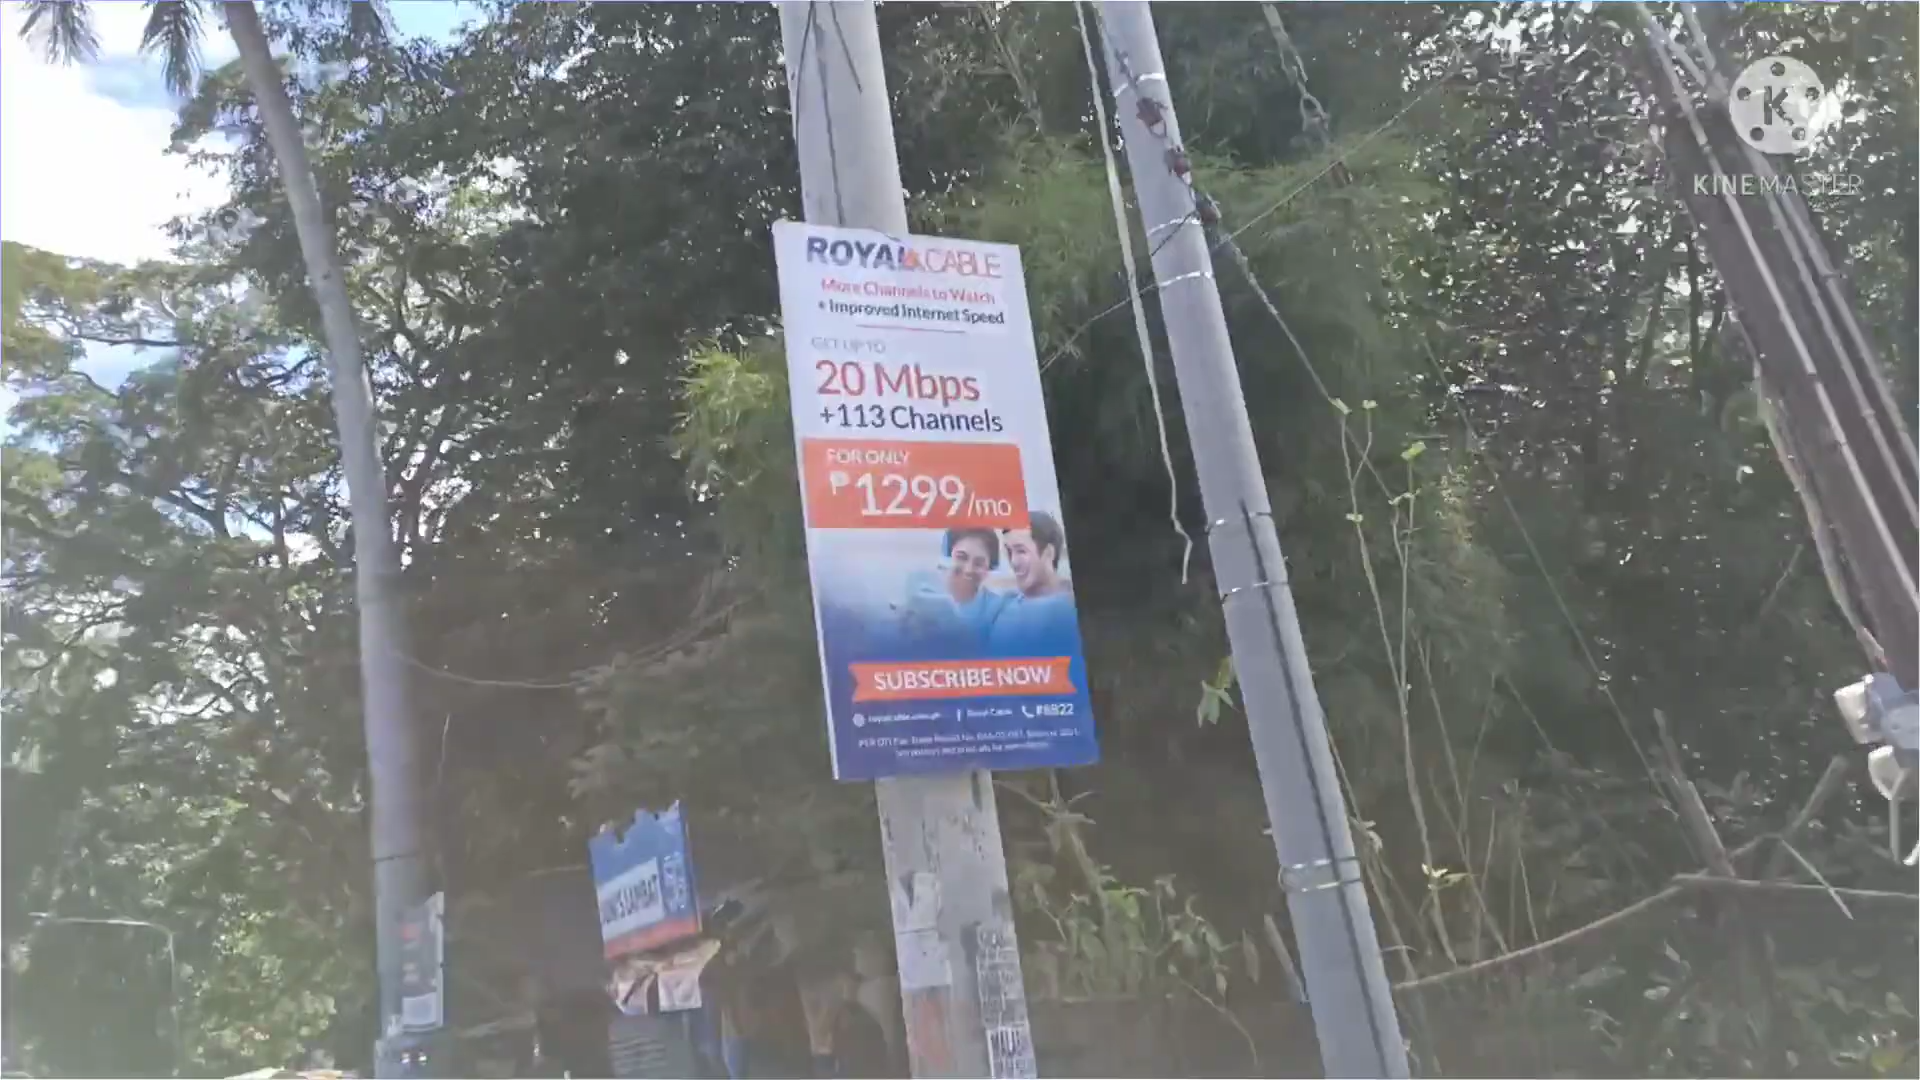 KINEMASTER
ROYAL CABLE
More Channels to Watch
+ Improved Internet Speed
GET UP TO
20 Mbps
+113 Channels
FOR ONLY
₱1299/mo
SUBSCRIBE NOW
Royal Cable #8822